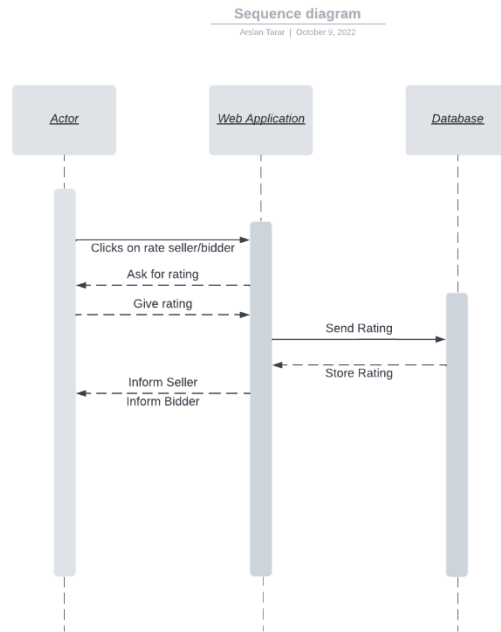 Sequence diagram
Arslan Tarar | October 9, 2022
Actor
Web Application
Database
Clicks on rate seller/bidder
Ask for rating
Give rating
Send Rating
Store Rating
Inform Seller
Inform Bidder